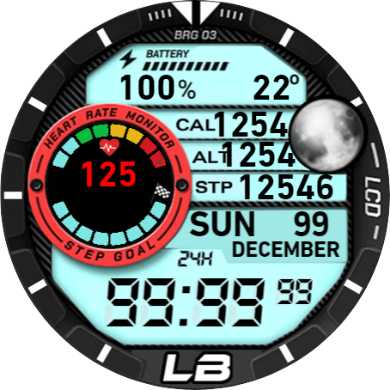 BRG 03
BATTERY
100% 22°
HEART RATE MONITOR
125
STEP GOAL
CAL 1254
ALT 1254
STP 12546
LCD
SUN 99
DECEMBER
24H
99:99 99
LB